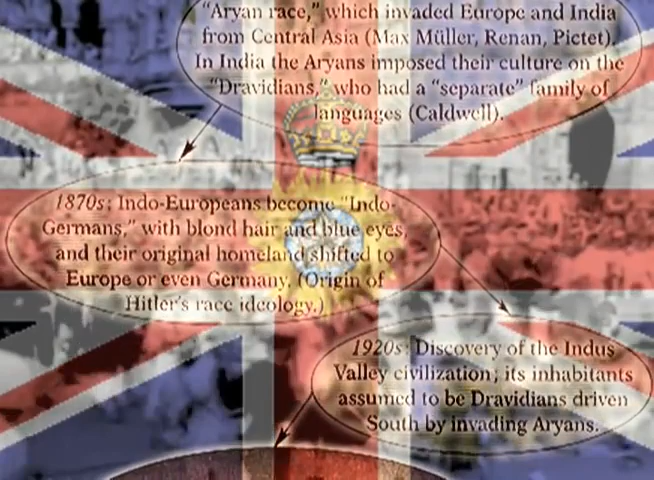 "Aryan race," which invaded Europe and India
from Central Asia (Max Müller, Renan, Pictet).
In India the Aryans imposed their culture on the
"Dravidians," who had a "separate" family of
languages (Caldwell).
1870s: Indo-Europeans become "Indo-
Germans," with blond hair and blue eyes,
and their original homeland shifted to
Europe or even Germany. (Origin of
Hitler's race ideology.)
1920s: Discovery of the Indus
Valley civilization; its inhabitants
assumed to be Dravidians driven
South by invading Aryans.